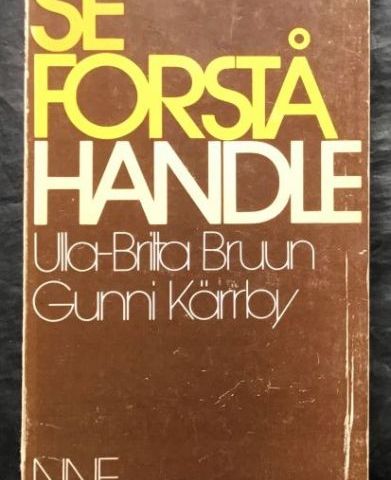 SE
FORSTÅ
HANDLE
Ulla-Britta Bruun
Gunni Kärrby